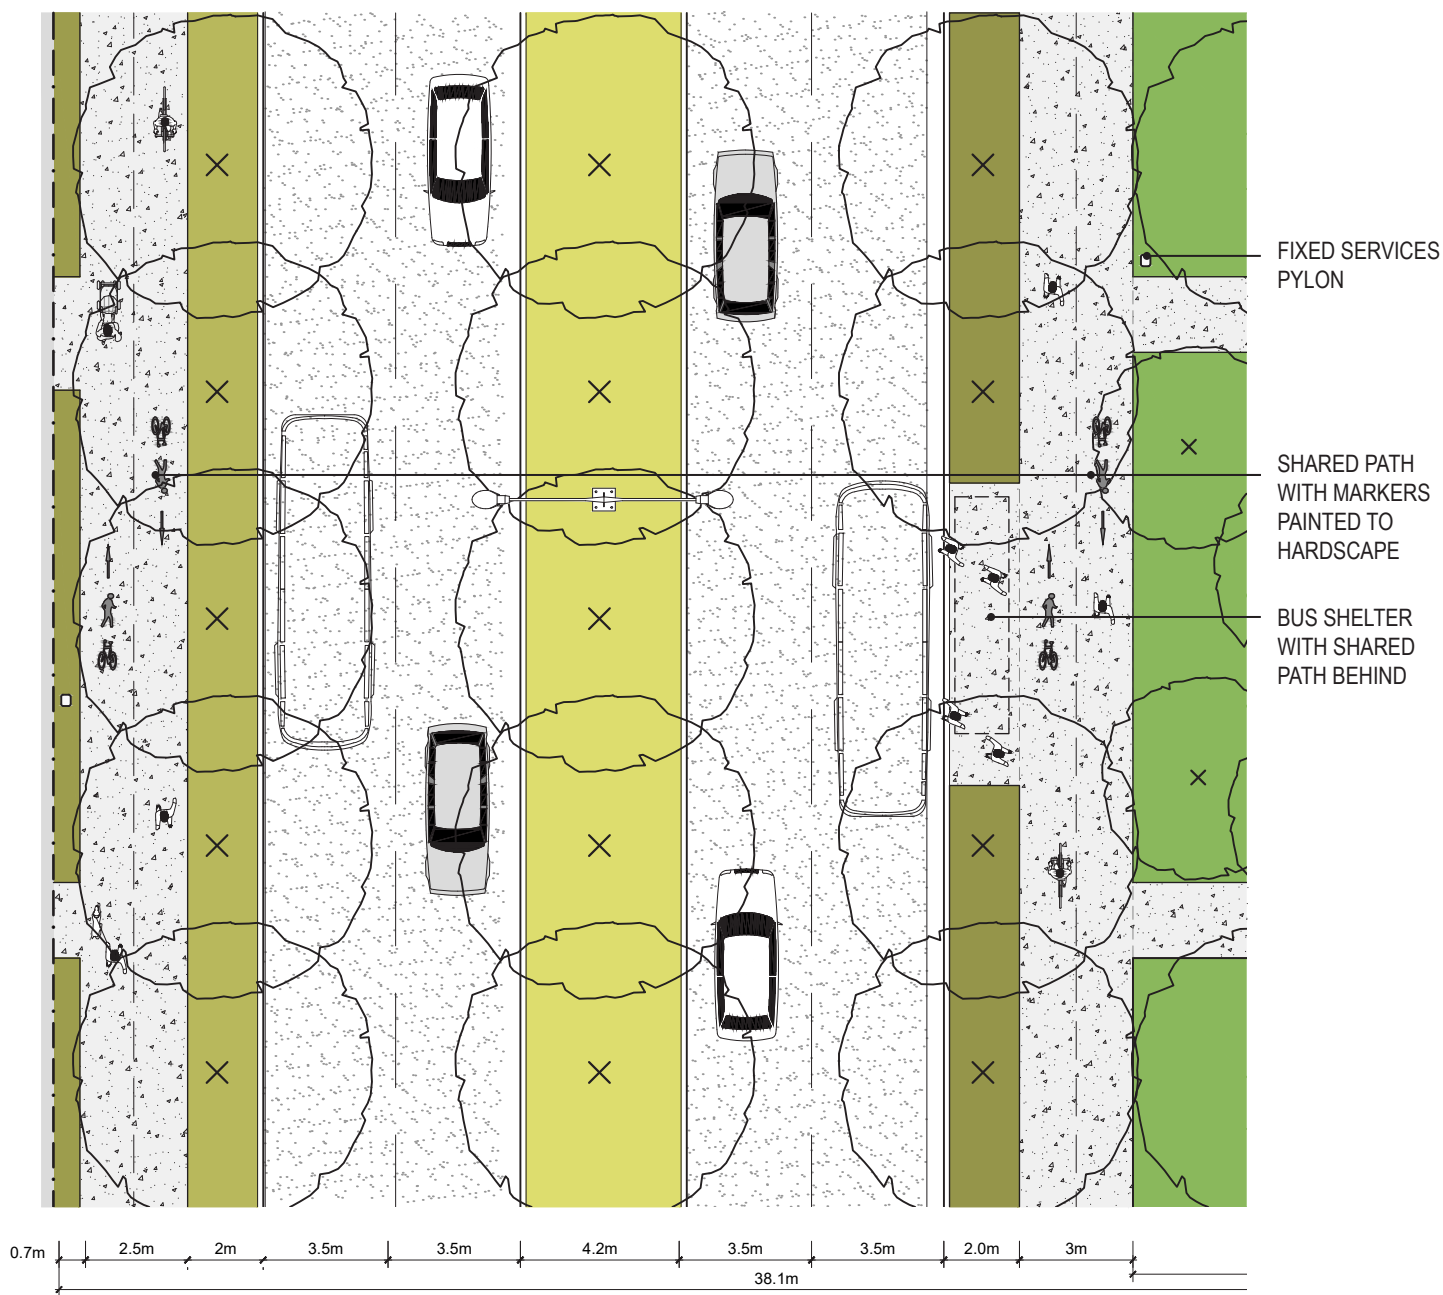 FIXED SERVICES
PYLON
SHARED PATH
WITH MARKERS
PAINTED TO
HARDSCAPE
BUS SHELTER
WITH SHARED
PATH BEHIND
0.7m
2.5m
2m
3.5m
3.5m
4.2m
3.5m
3.5m
2.0m
3m
38.1m